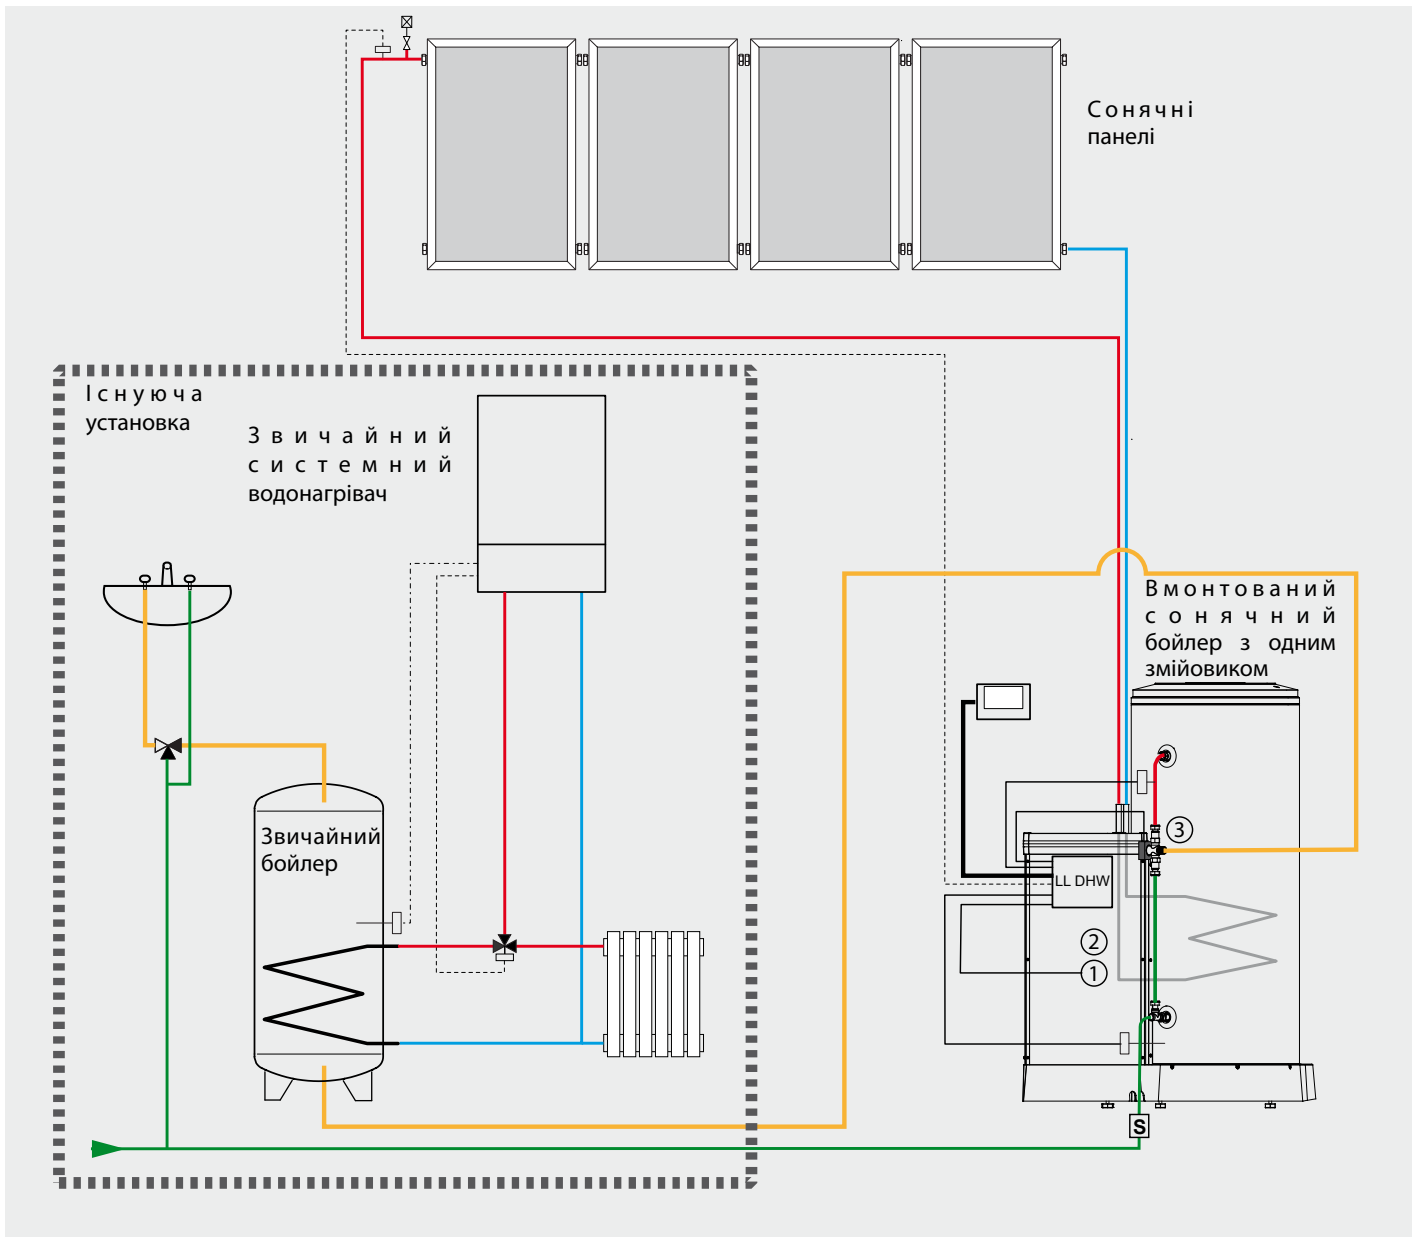 Сонячні
панелі
Існуюча
установка
Звичайний
системний
водонагрівач
Вмонтований
сонячний
бойлер з одним
змійовиком
Звичайний
бойлер
3
LL DHW
2
1
S